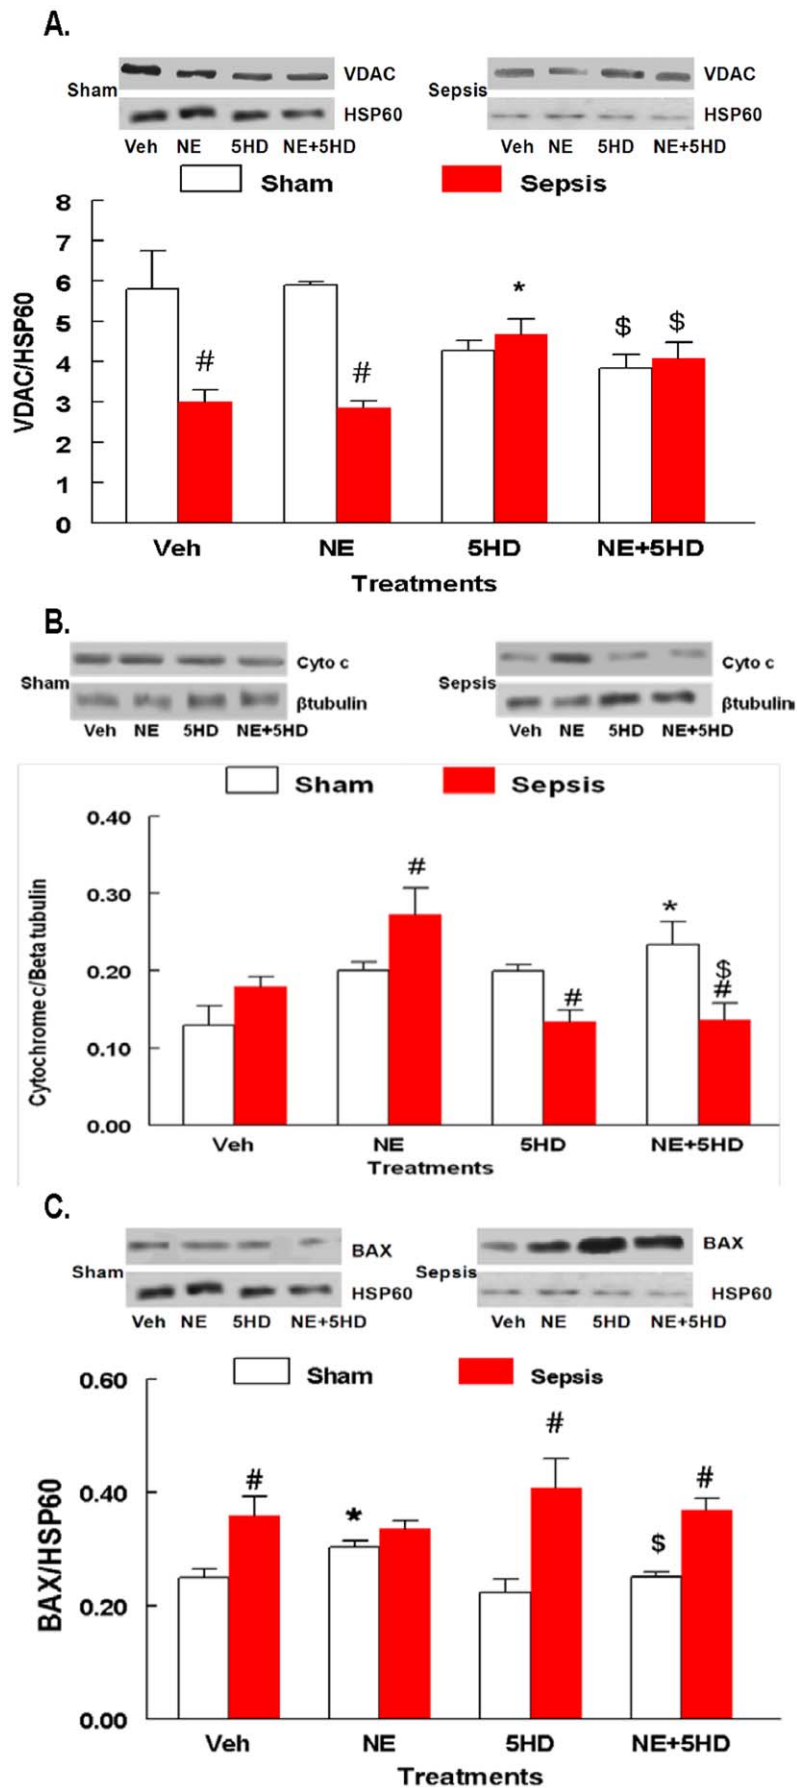 A.
Sham VDAC
HSP60
Veh NE 5HD NE+5HD
Sepsis VDAC
HSP60
Veh NE 5HD NE+5HD
Sham Sepsis
VDAC/HSP60
8
7
6
5
4
3
2
1
0
# # * $ $
Veh NE 5HD NE+5HD
Treatments
B.
Sham Cyto c
βtubulin
Veh NE 5HD NE+5HD
Sepsis Cyto c
βtubulin
Veh NE 5HD NE+5HD
Sham Sepsis
Cytochrome c/Beta tubulin
0.40
0.30
0.20
0.10
0.00
# # * $
#
Veh NE 5HD NE+5HD
Treatments
C.
Sham BAX
HSP60
Veh NE 5HD NE+5HD
Sepsis BAX
HSP60
Veh NE 5HD NE+5HD
Sham Sepsis
BAX/HSP60
0.60
0.40
0.20
0.00
# * # $ #
Veh NE 5HD NE+5HD
Treatments